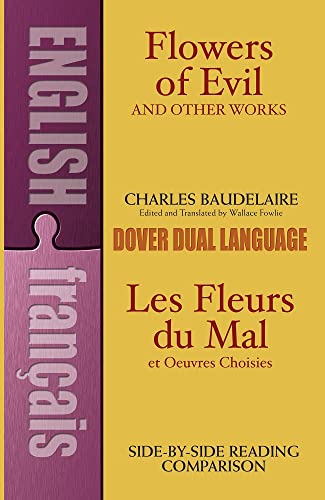 ENGLISH
français
Flowers
of Evil
AND OTHER WORKS
CHARLES BAUDELAIRE
Edited and Translated by Wallace Fowlie
DOVER DUAL LANGUAGE
Les Fleurs
du Mal
et Oeuvres Choisies
SIDE-BY-SIDE READING
COMPARISON